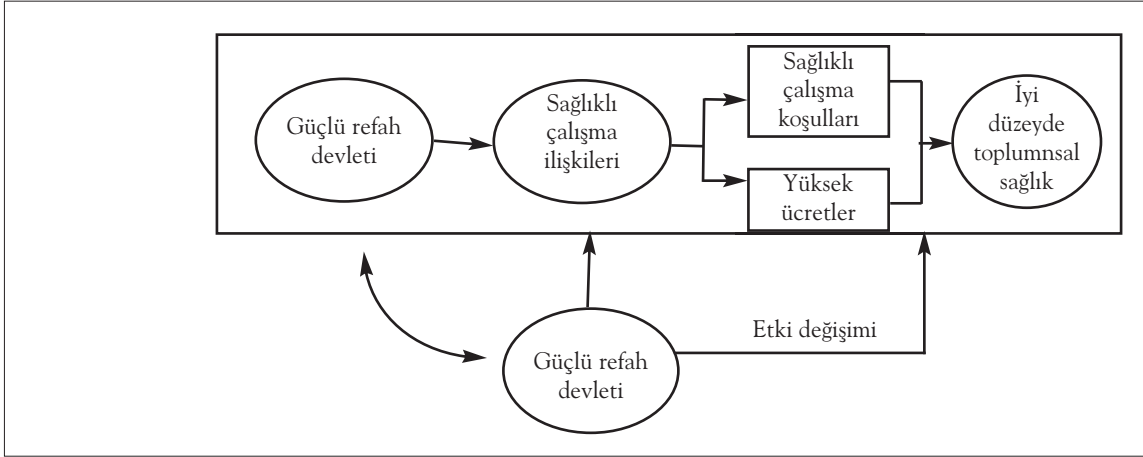 Güçlü refah
devleti
Sağlıklı
çalışma
ilişkileri
Sağlıklı
çalışma
koşulları
Yüksek
ücretler
İyi
düzeyde
toplumnsal
sağlık
Güçlü refah
devleti
Etki değişimi